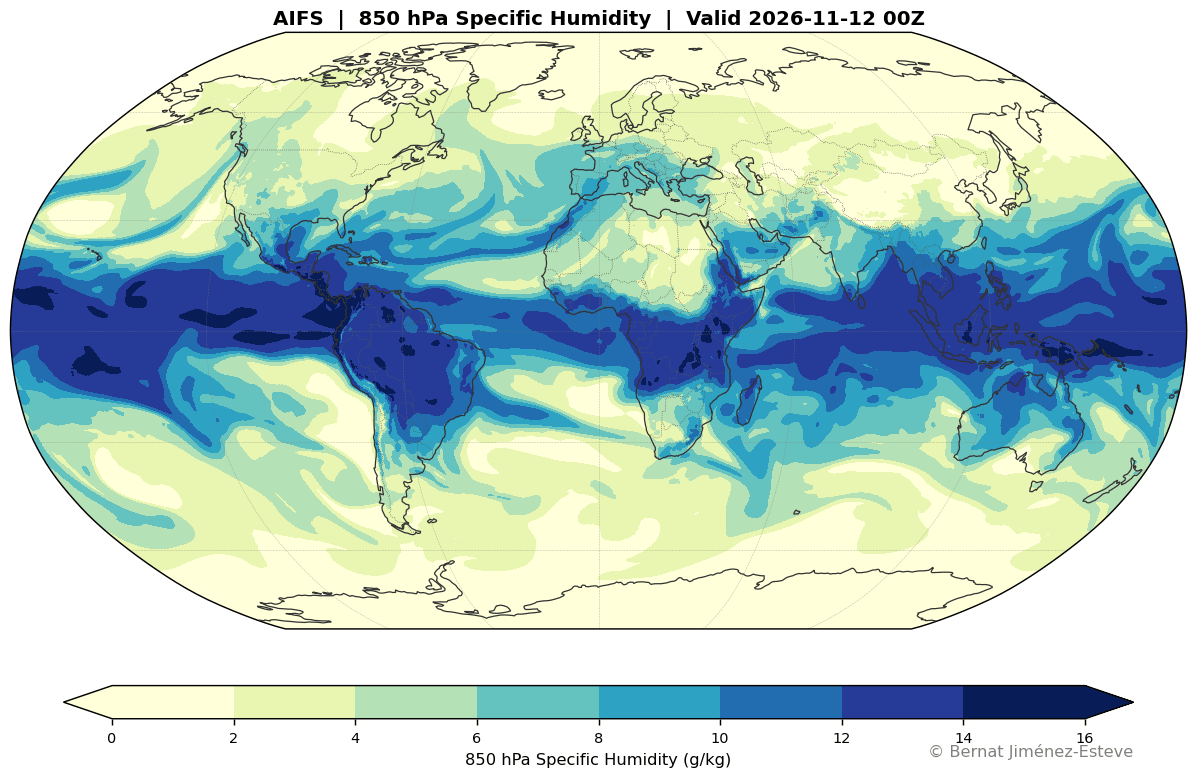 AIFS | 850 hPa Specific Humidity | Valid 2026-11-12 00Z
0 2 4 6 8 10 12 14 16
850 hPa Specific Humidity (g/kg)
© Bernat Jiménez-Esteve